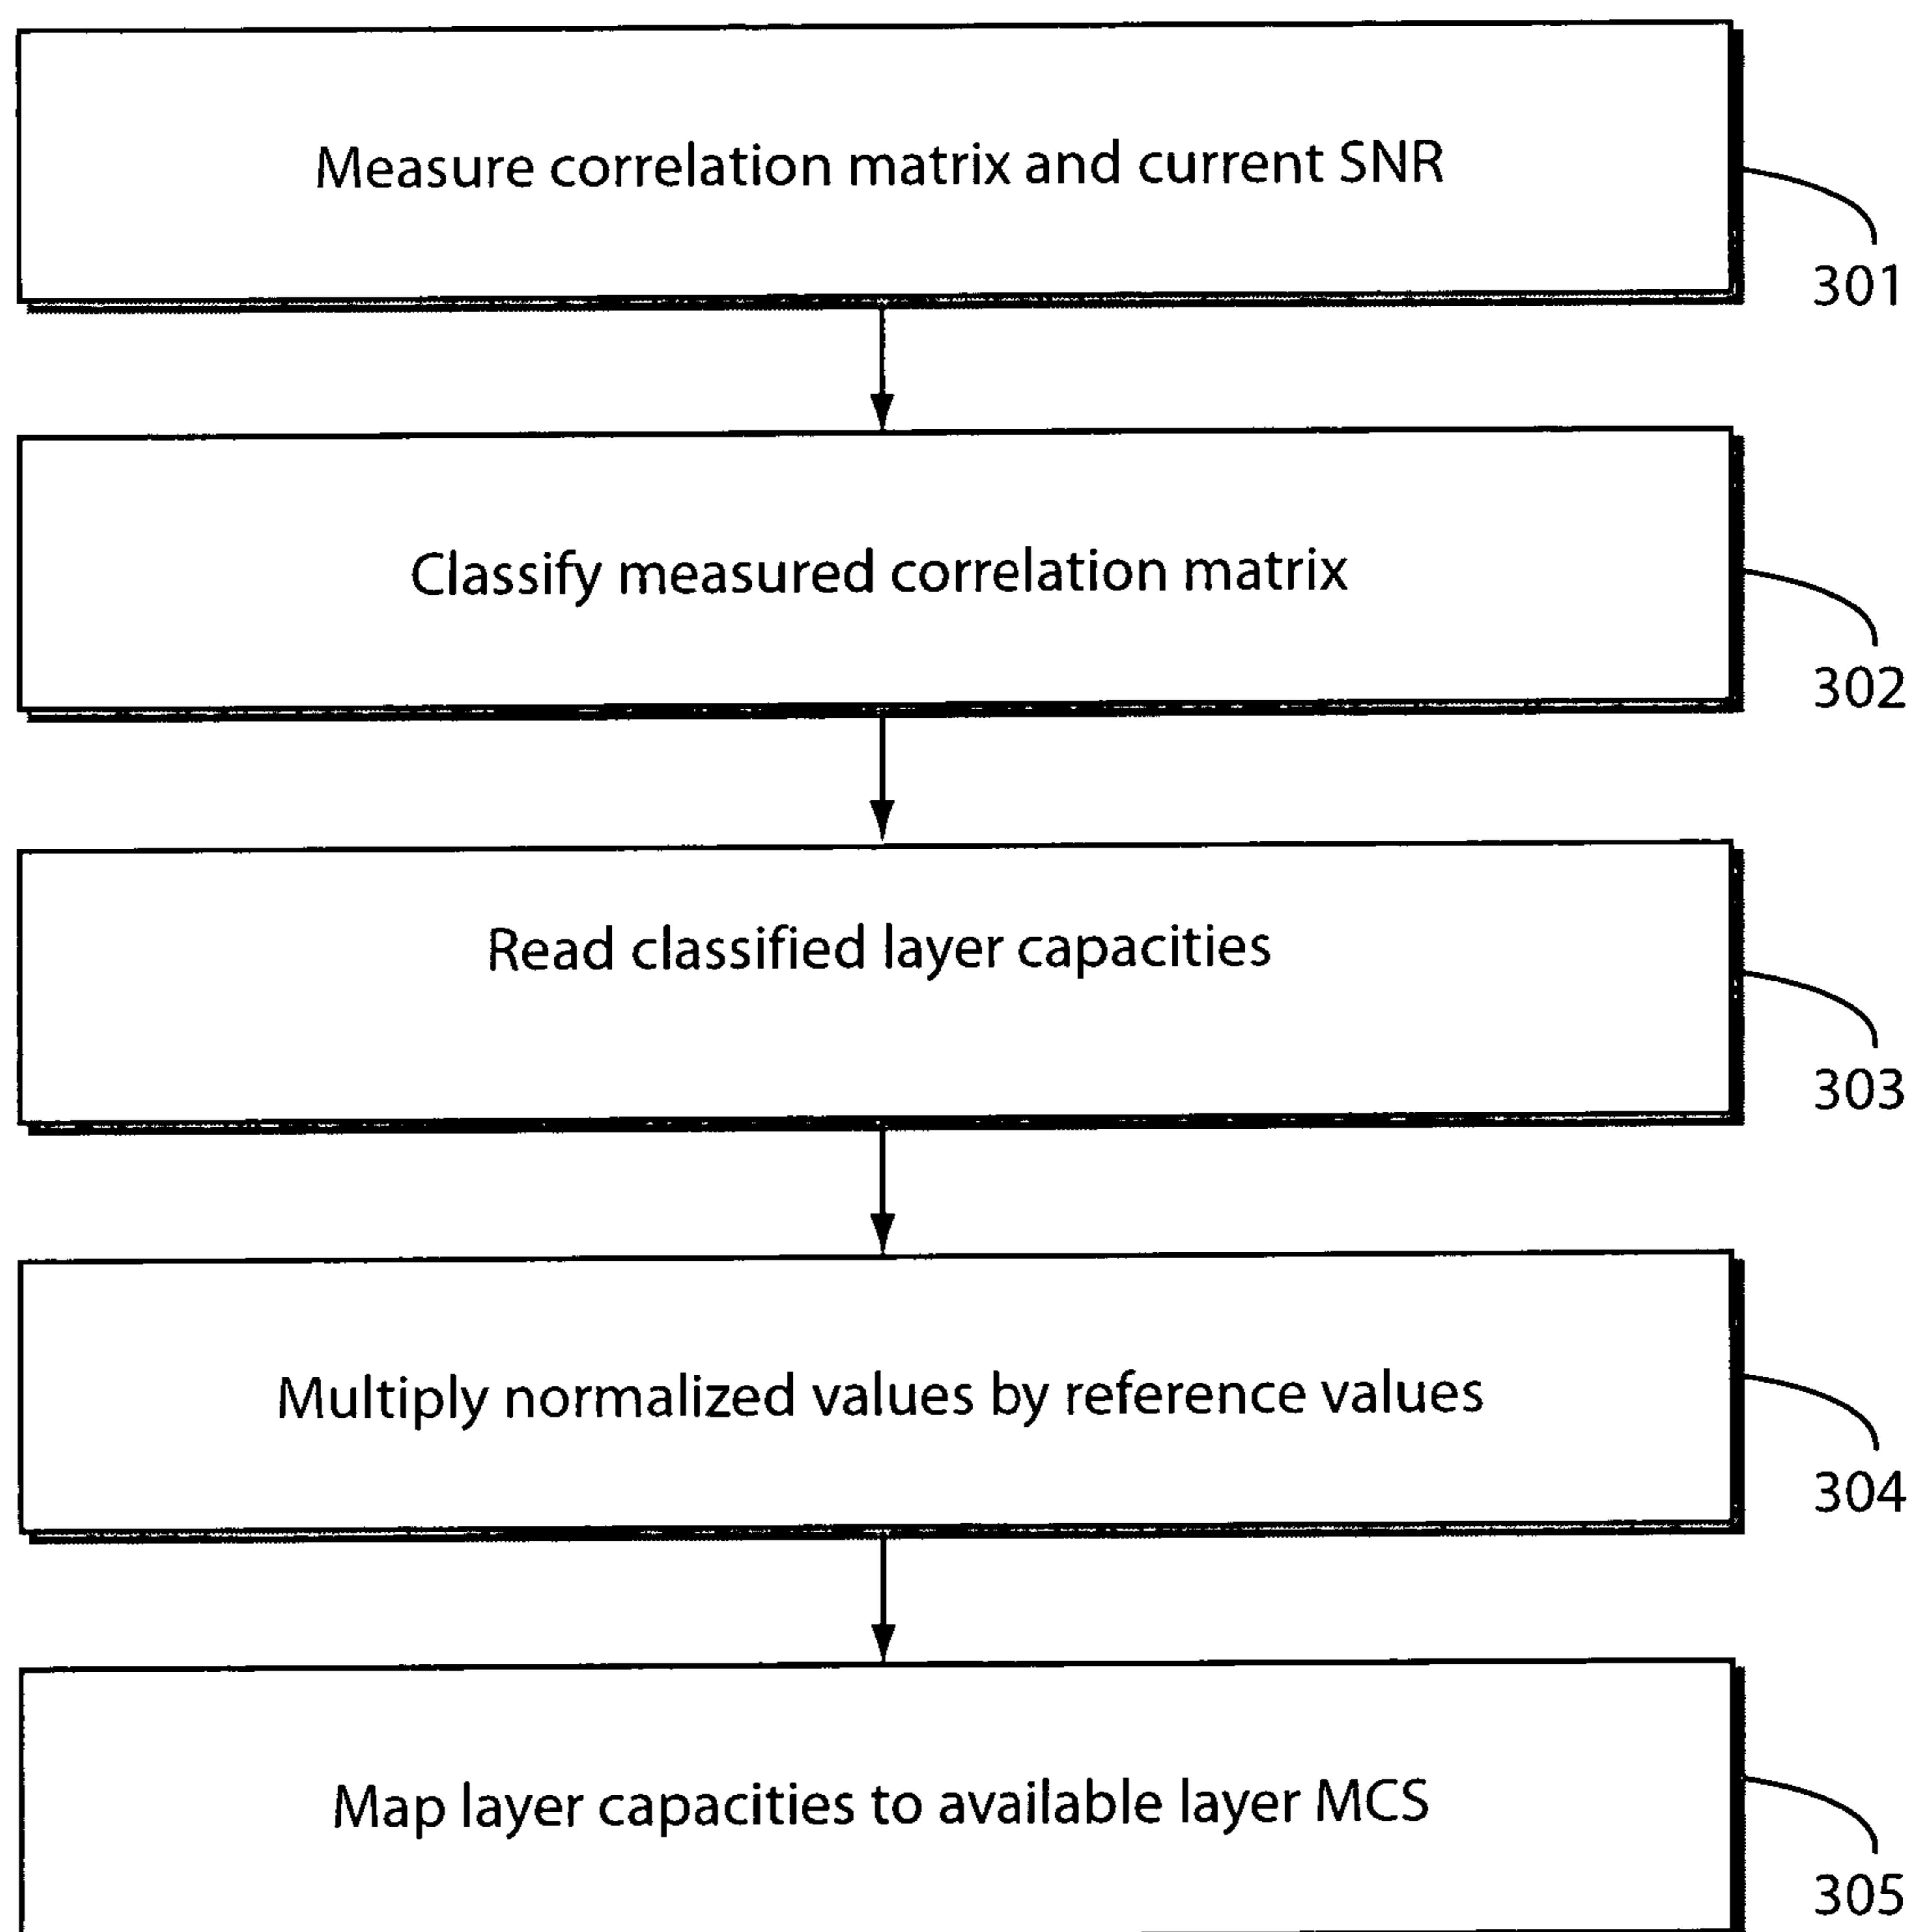 Measure correlation matrix and current SNR
301
Classify measured correlation matrix
302
Read classified layer capacities
303
Multiply normalized values by reference values
304
Map layer capacities to available layer MCS
305